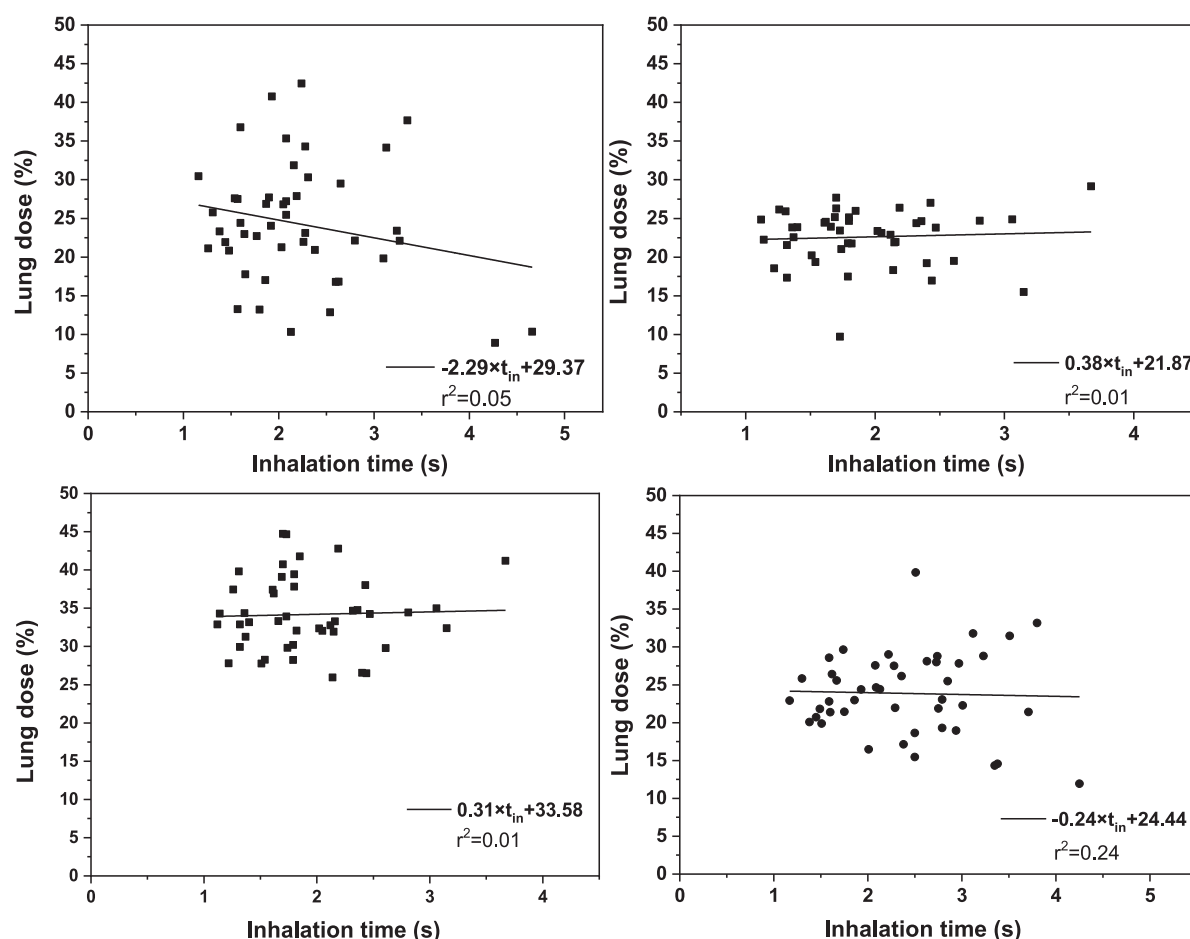 50
45
40
35
30
25
20
15
10
5
0
Lung dose (%)
-2.29×t_in+29.37
r²=0.05
0 1 2 3 4 5
Inhalation time (s)
50
45
40
35
30
25
20
15
10
5
0
Lung dose (%)
0.38×t_in+21.87
r²=0.01
1 2 3 4
Inhalation time (s)
50
45
40
35
30
25
20
15
10
5
0
Lung dose (%)
0.31×t_in+33.58
r²=0.01
0 1 2 3 4
Inhalation time (s)
50
45
40
35
30
25
20
15
10
5
0
Lung dose (%)
-0.24×t_in+24.44
r²=0.24
0 1 2 3 4 5
Inhalation time (s)